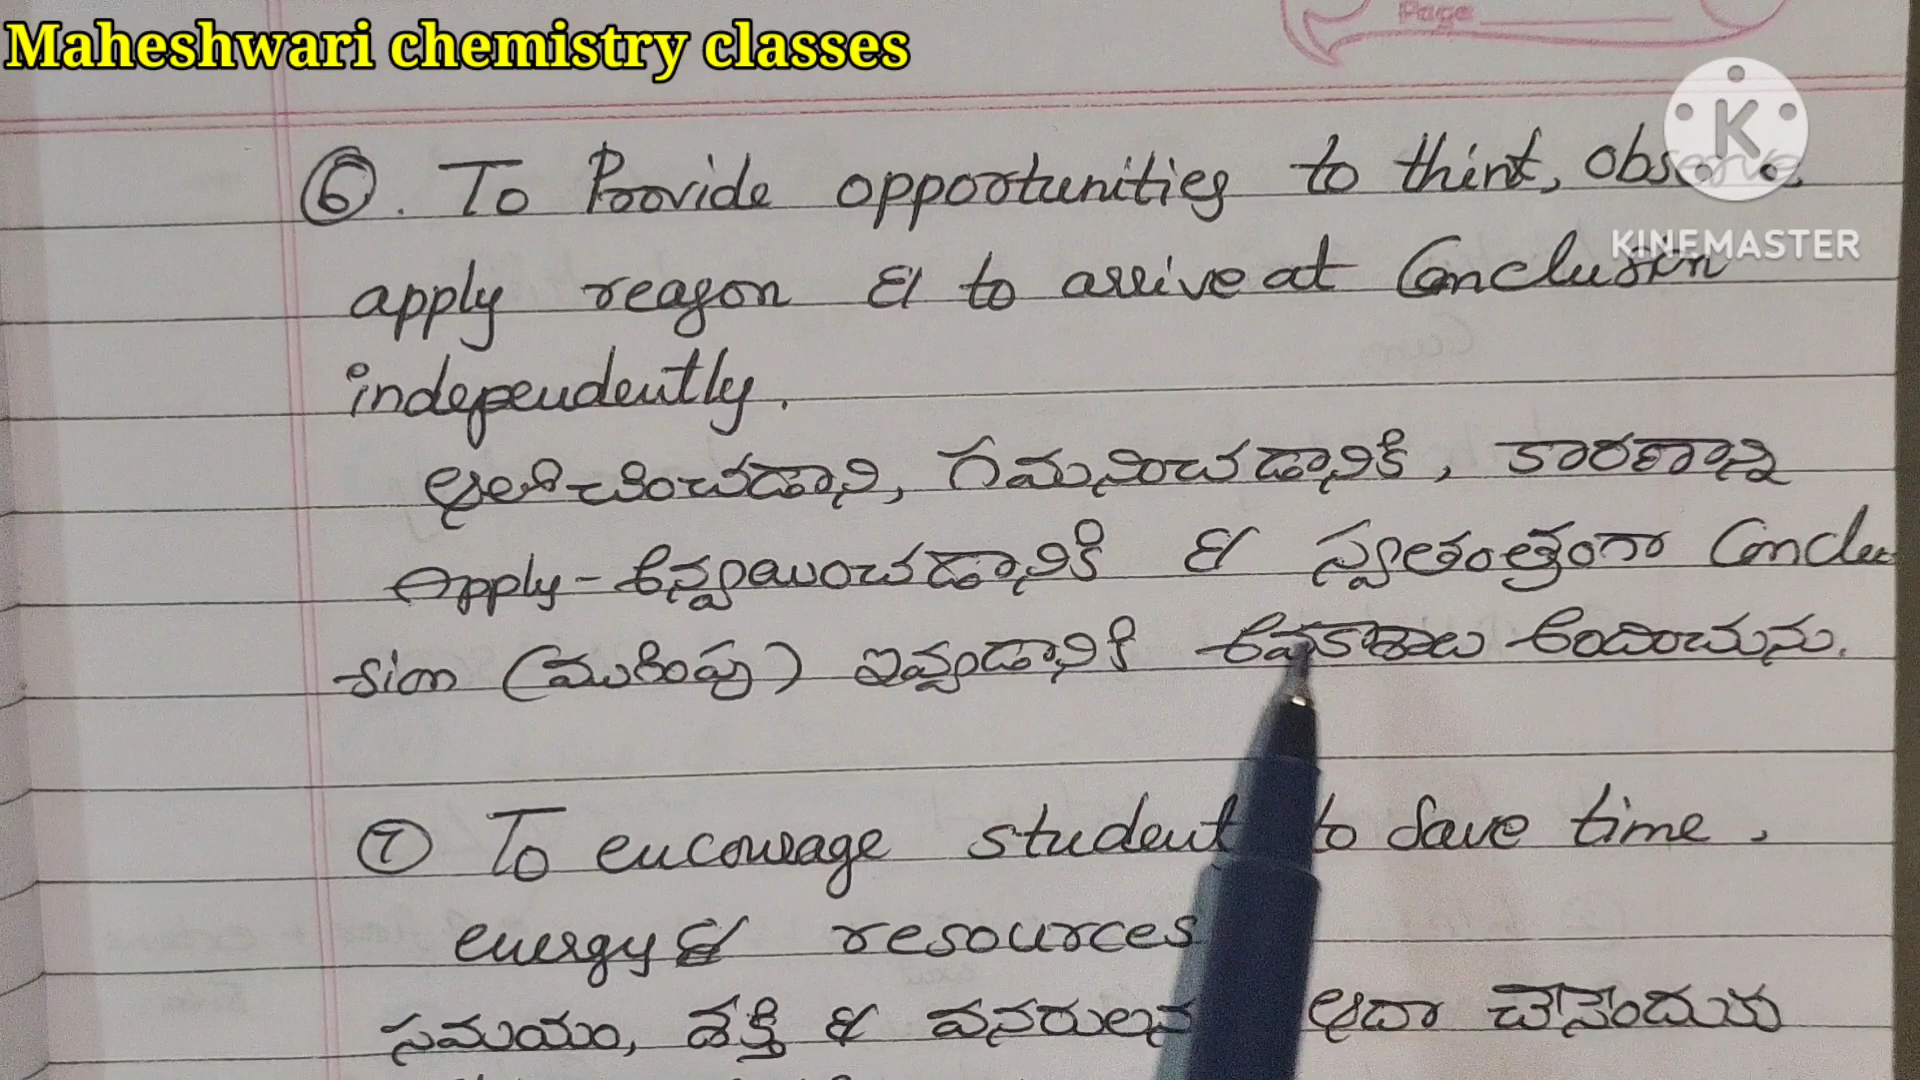 Maheshwari chemistry classes
Page
K
KINEMASTER
⑥. To Provide opportunities to think, observe,
apply reason & to arrive at Conclusion
independently.
ఆలోచించడాని, గమనించడానికి, కారణాన్ని
Apply - అన్వయించడానికి & స్వతంత్రంగా Conclu
-sion (ముగింపు) ఇవ్వడానికి అవకాశాలు అందించును.
⑦ To encourage student to Save time,
energy & resources
సమయం, శక్తి & వనరులను ఆదా చేసేందుకు